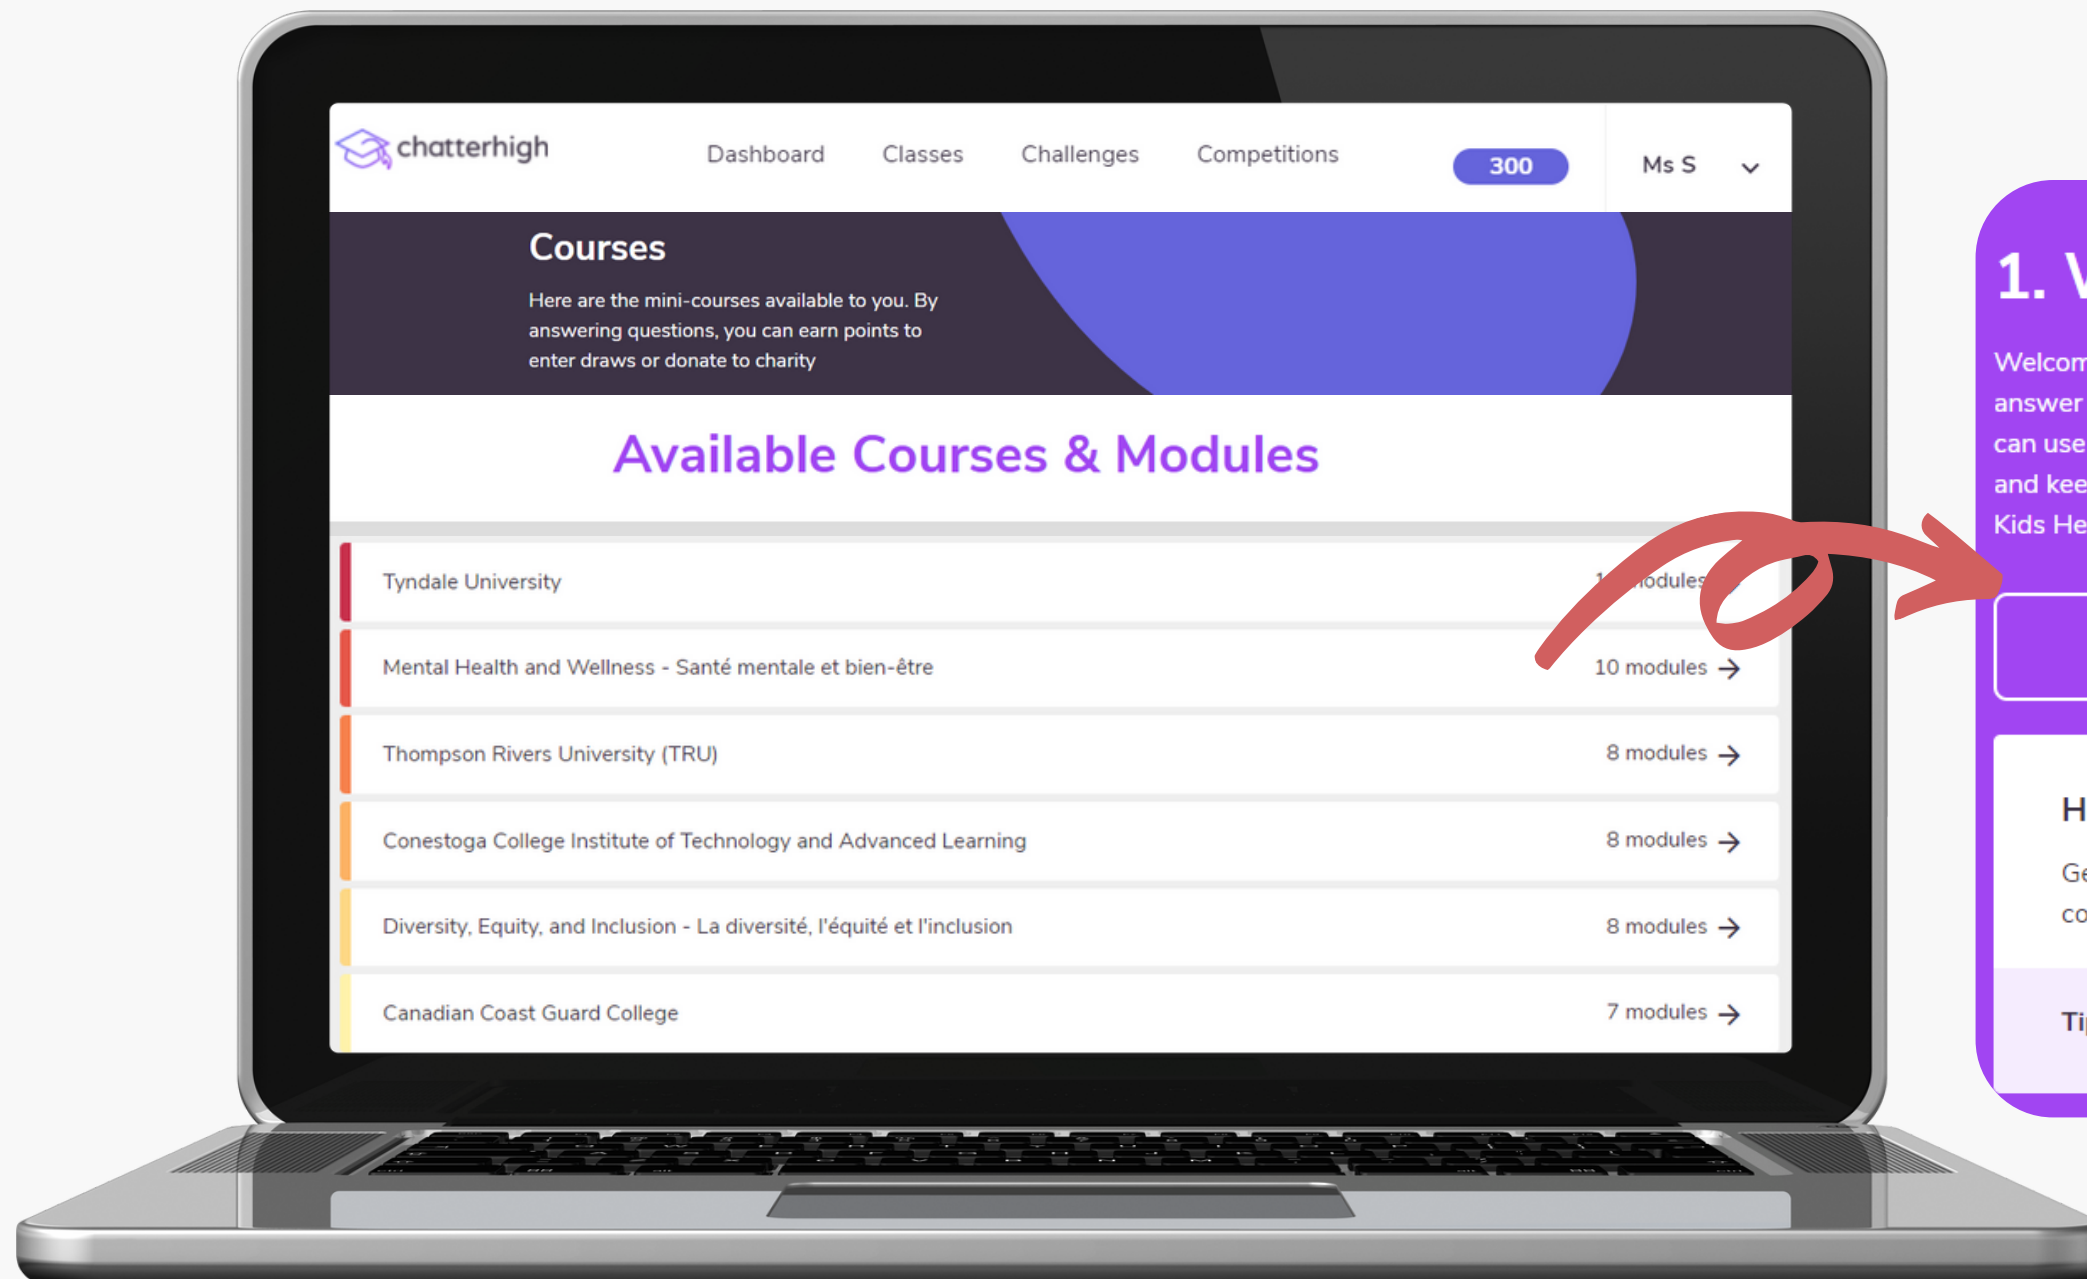 chatterhigh
Dashboard Classes Challenges Competitions 300 Ms S
Courses
Here are the mini-courses available to you. By
answering questions, you can earn points to
enter draws or donate to charity
Available Courses & Modules
Tyndale University
Mental Health and Wellness - Santé mentale et bien-être 10 modules
Thompson Rivers University (TRU) 8 modules
Conestoga College Institute of Technology and Advanced Learning 8 modules
Diversity, Equity, and Inclusion - La diversité, l'équité et l'inclusion 8 modules
Canadian Coast Guard College 7 modules
1.
answer
can use
and
Kids